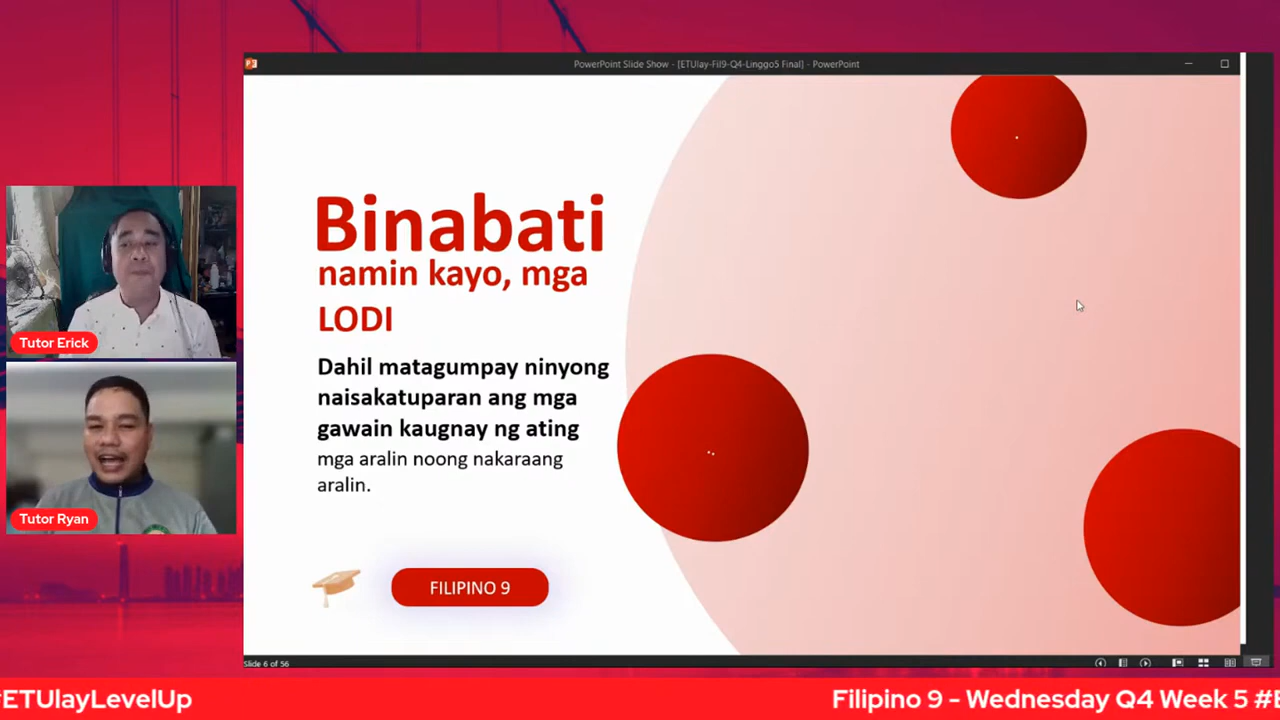 PowerPoint Slide Show - [ETUlay-Fil9-Q4-Linggo5 Final] - PowerPoint
Binabati
namin kayo, mga
LODI
Dahil matagumpay ninyong
naisakatuparan ang mga
gawain kaugnay ng ating
mga aralin noong nakaraang
aralin.
FILIPINO 9
Tutor Erick
Tutor Ryan
Slide 6 of 56
#ETUlayLevelUp
Filipino 9 - Wednesday Q4 Week 5 #E